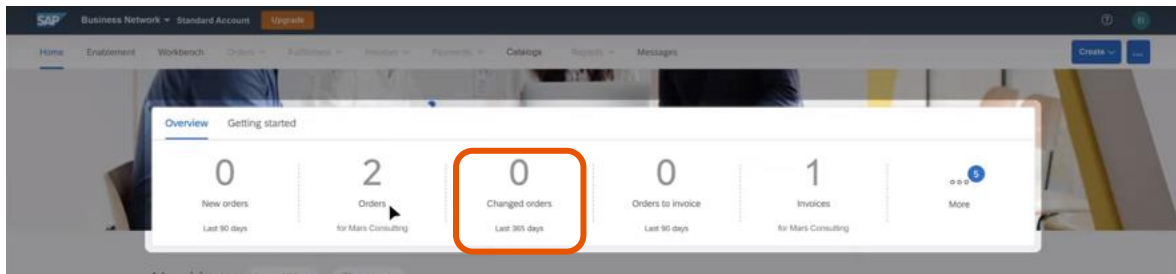 SAP Business Network Standard Account Upgrade
Home Enablement Workbench Orders Fulfillment Invoices Payments Catalogs Reports Messages Create
Overview Getting started
0 2 0 0 1 5
New orders Orders Changed orders Orders to invoice Invoices More
Last 90 days for Mars Consulting Last 365 days Last 90 days for Mars Consulting